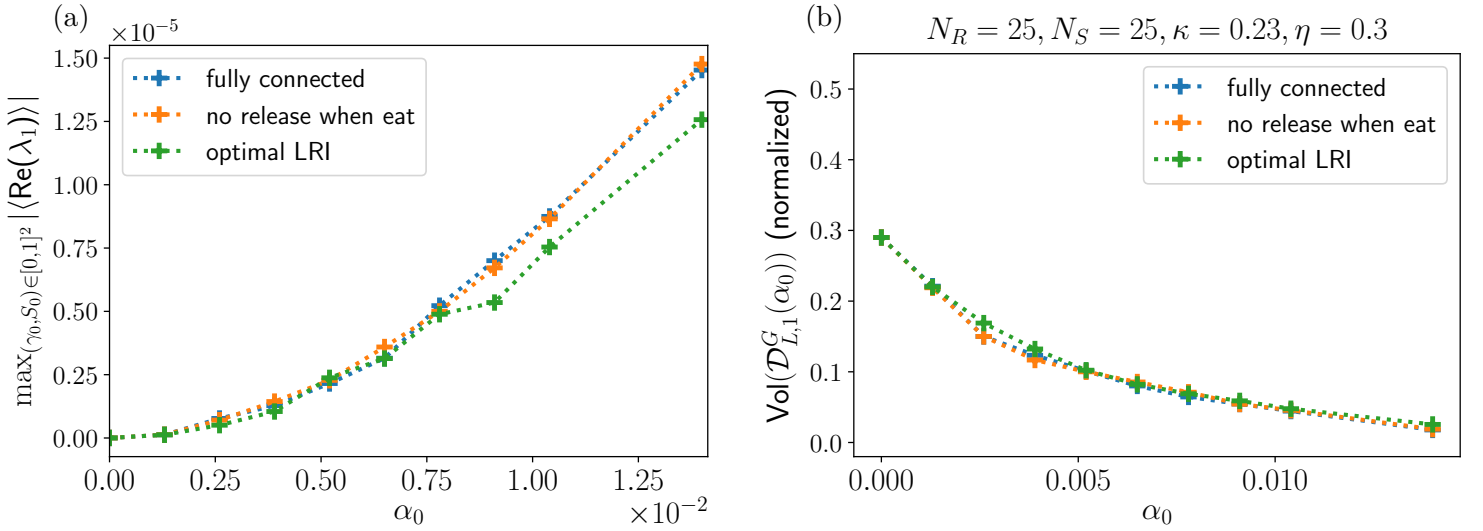 (a)
×10⁻⁵
max₍γ₀,S₀₎∈[0,1]² |⟨Re(λ₁)⟩|
1.50
1.25
1.00
0.75
0.50
0.25
0.00
fully connected
no release when eat
optimal LRI
0.00 0.25 0.50 0.75 1.00 1.25
×10⁻²
α₀
(b)
N_R = 25, N_S = 25, κ = 0.23, η = 0.3
Vol(𝒟^G_{L,1}(α₀)) (normalized)
0.5
0.4
0.3
0.2
0.1
0.0
fully connected
no release when eat
optimal LRI
0.000 0.005 0.010
α₀